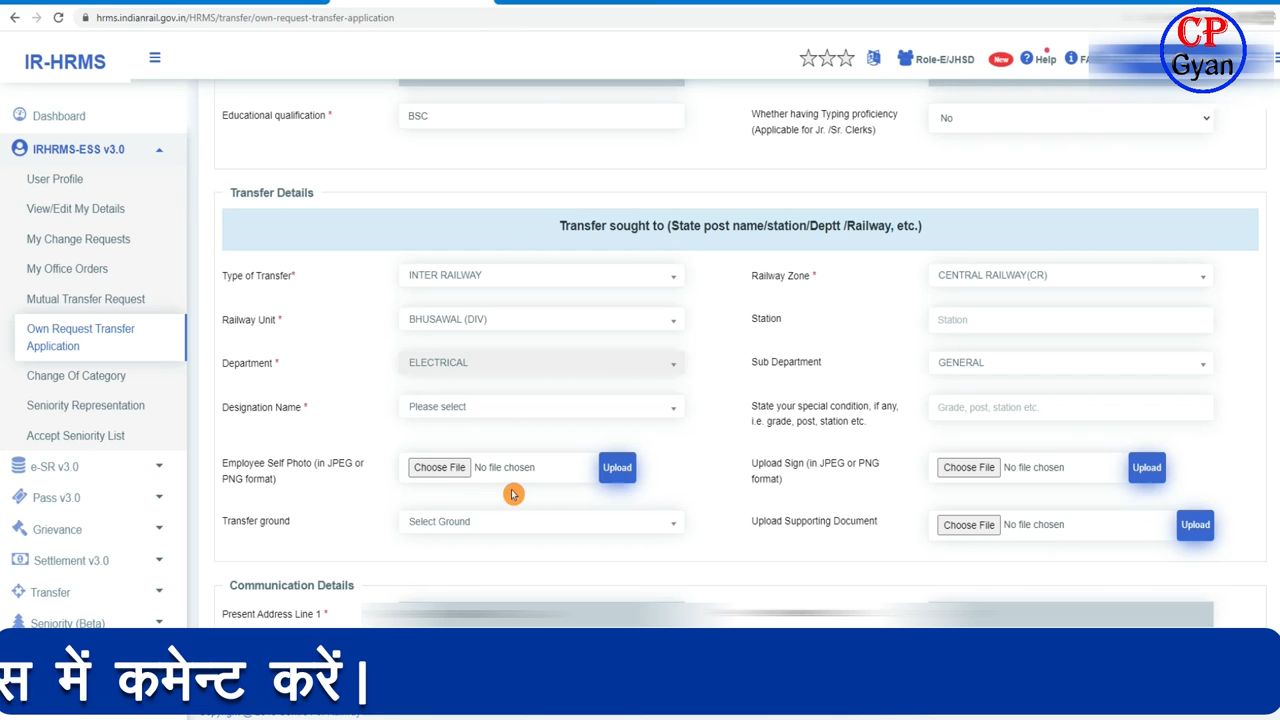 hrms.indianrail.gov.in/HRMS/transfer/own-request-transfer-application
CP
Gyan
IR-HRMS
Role-E/JHSD
New
Help
Dashboard
IRHRMS-ESS v3.0
User Profile
View/Edit My Details
My Change Requests
My Office Orders
Mutual Transfer Request
Own Request Transfer
Application
Change Of Category
Seniority Representation
Accept Seniority List
e-SR v3.0
Pass v3.0
Grievance
Settlement v3.0
Transfer
Seniority (Beta)
Educational qualification *
BSC
Whether having Typing proficiency
(Applicable for Jr. /Sr. Clerks)
No
Transfer Details
Transfer sought to (State post name/station/Deptt /Railway, etc.)
Type of Transfer*
INTER RAILWAY
Railway Zone *
CENTRAL RAILWAY(CR)
Railway Unit *
BHUSAWAL (DIV)
Station
Station
Department *
ELECTRICAL
Sub Department
GENERAL
Designation Name *
Please select
State your special condition, if any,
i.e. grade, post, station etc.
Grade, post, station etc.
Employee Self Photo (in JPEG or
PNG format)
Choose File No file chosen
Upload
Upload Sign (in JPEG or PNG
format)
Choose File No file chosen
Upload
Transfer ground
Select Ground
Upload Supporting Document
Choose File No file chosen
Upload
Communication Details
Present Address Line 1 *
स में कमेन्ट करें।